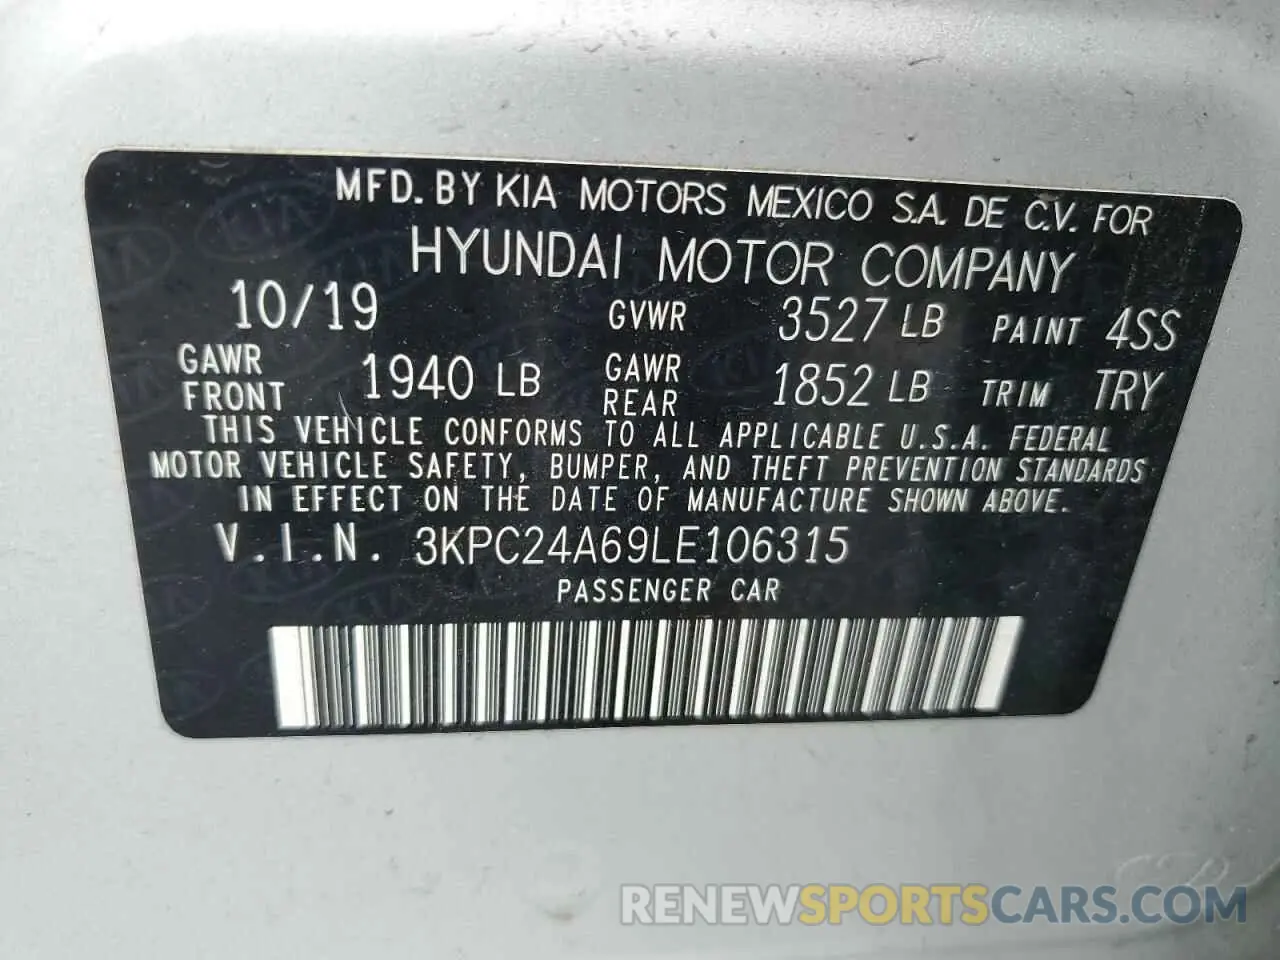 MFD. BY KIA MOTORS MEXICO S.A. DE C.V. FOR
HYUNDAI MOTOR COMPANY
10/19 GVWR 3527 LB PAINT 4SS
GAWR FRONT 1940 LB GAWR REAR 1852 LB TRIM TRY
THIS VEHICLE CONFORMS TO ALL APPLICABLE U.S.A. FEDERAL
MOTOR VEHICLE SAFETY, BUMPER, AND THEFT PREVENTION STANDARDS
IN EFFECT ON THE DATE OF MANUFACTURE SHOWN ABOVE.
V.I.N. 3KPC24A69LE106315
PASSENGER CAR
RENEWSPORTSCARS.COM